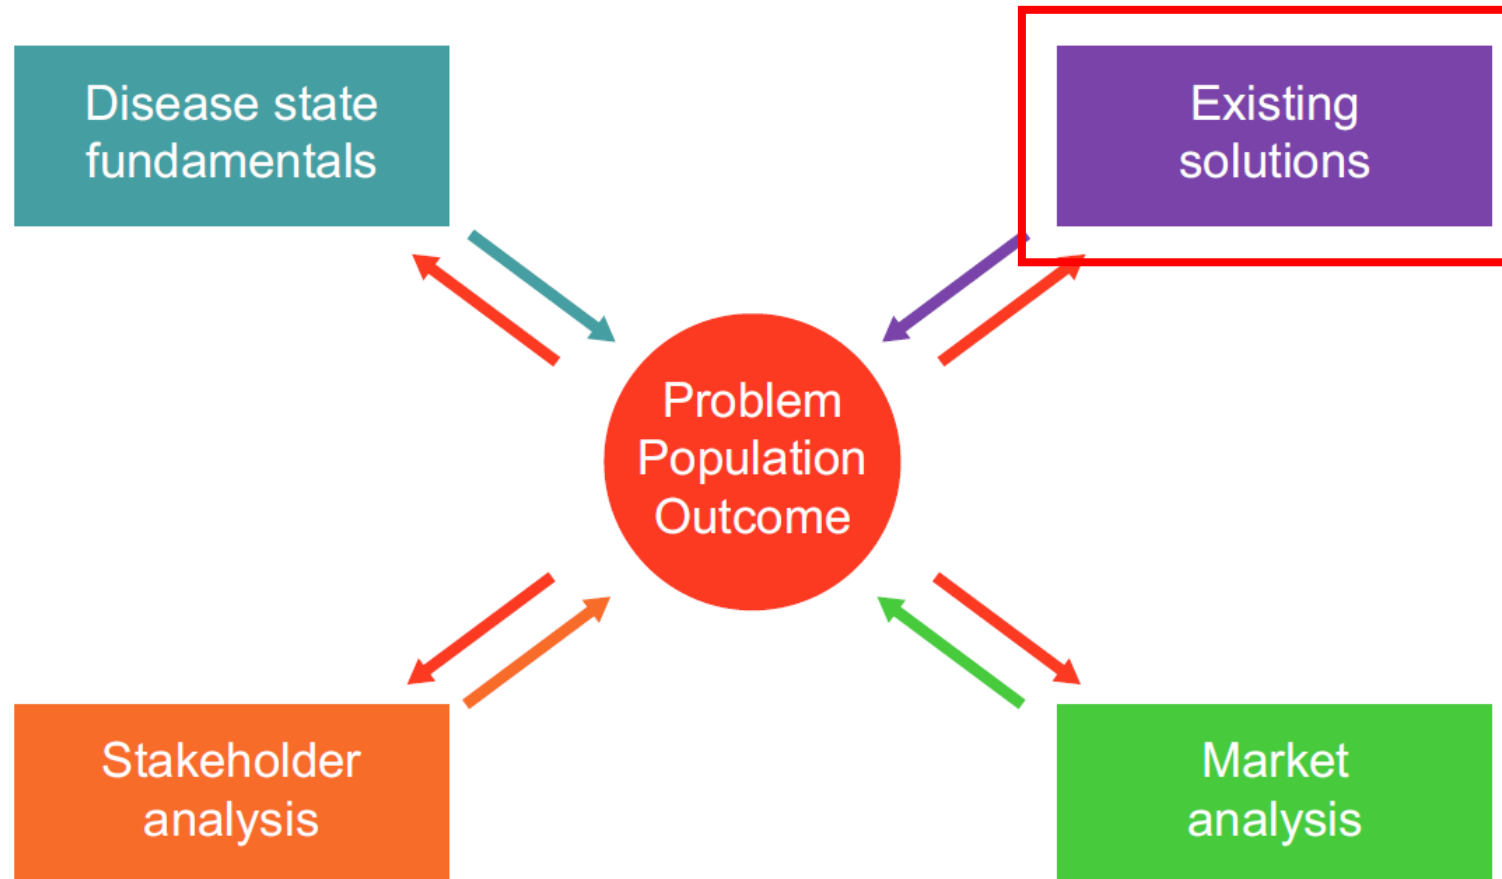 Disease state
fundamentals
Existing
solutions
Problem
Population
Outcome
Stakeholder
analysis
Market
analysis